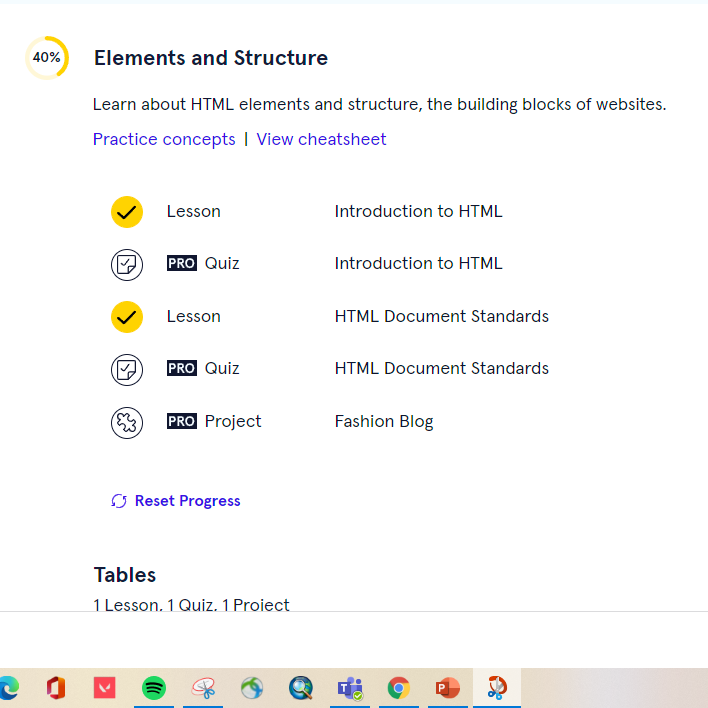 40%
Elements and Structure
Learn about HTML elements and structure, the building blocks of websites.
Practice concepts | View cheatsheet
Lesson Introduction to HTML
PRO Quiz Introduction to HTML
Lesson HTML Document Standards
PRO Quiz HTML Document Standards
PRO Project Fashion Blog
Reset Progress
Tables
1 Lesson, 1 Quiz, 1 Project